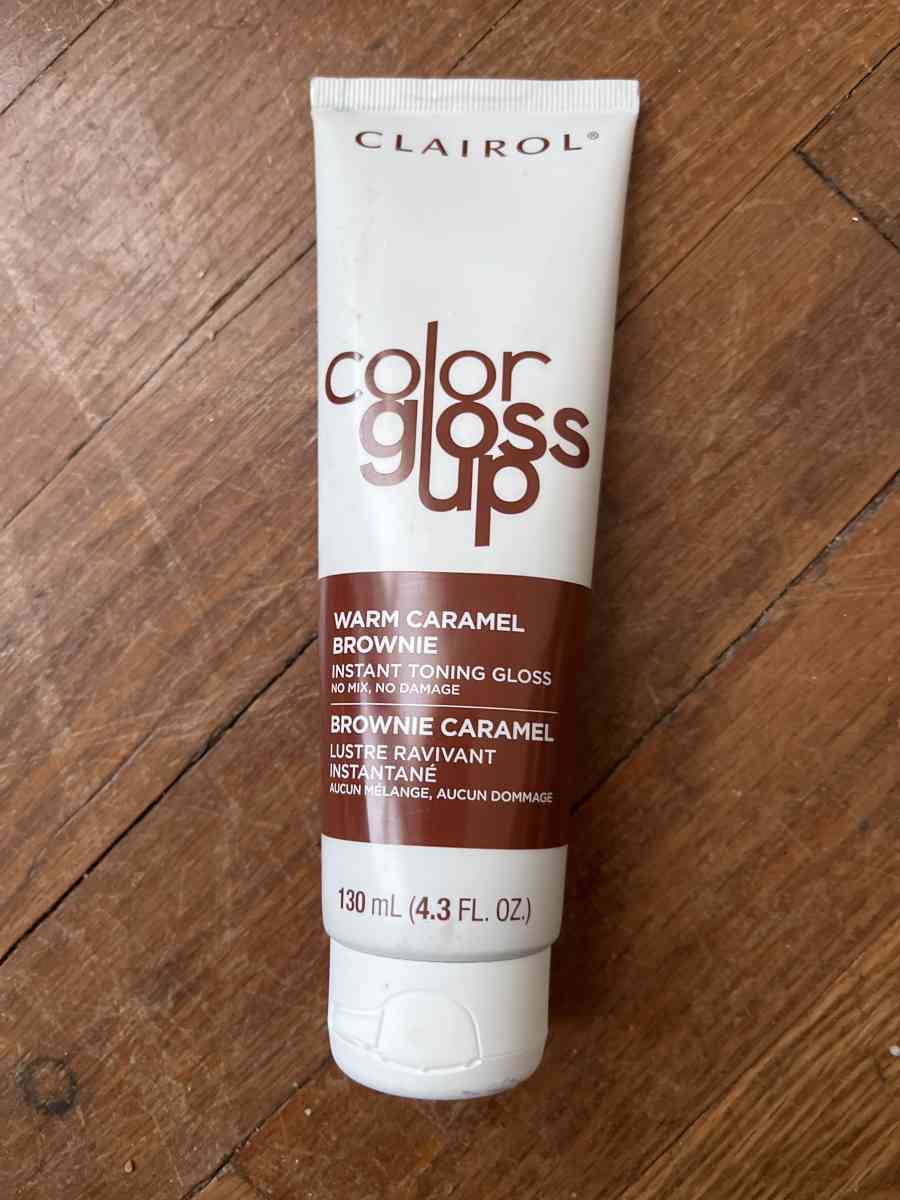 CLAIROL®
color
gloss
up
WARM CARAMEL
BROWNIE
INSTANT TONING GLOSS
NO MIX, NO DAMAGE
BROWNIE CARAMEL
LUSTRE RAVIVANT
INSTANTANÉ
AUCUN MÉLANGE, AUCUN DOMMAGE
130 mL (4.3 FL. OZ.)